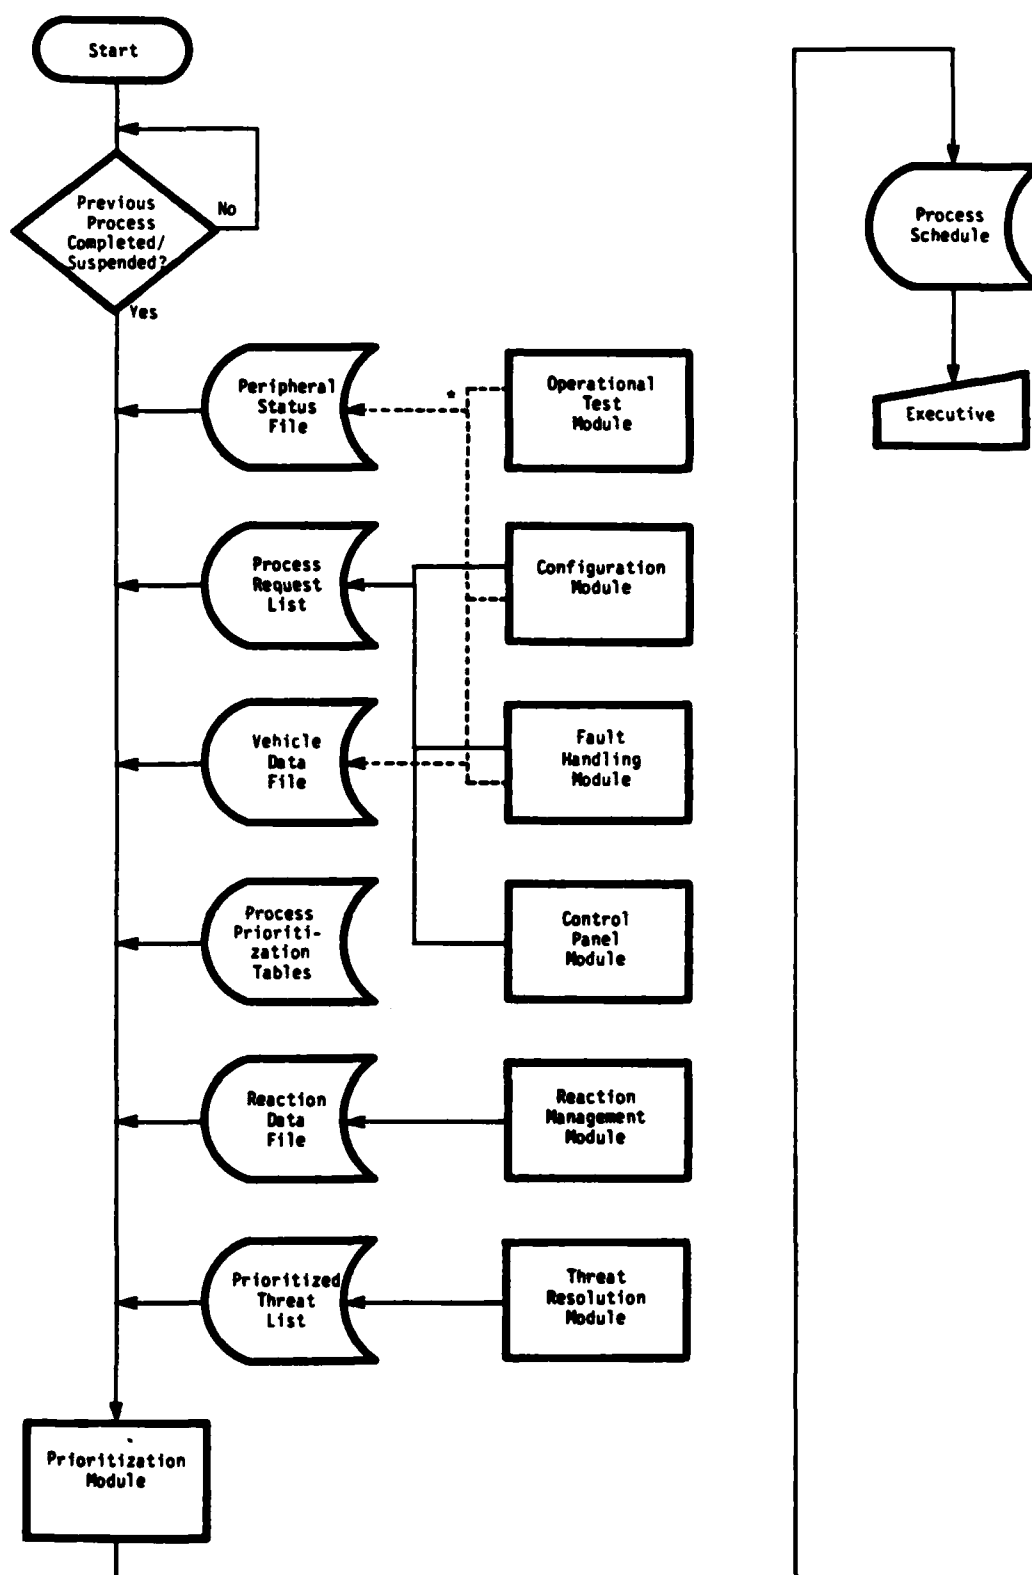 Start
Previous
Process
Completed/
Suspended?
No
Yes
Peripheral
Status
File
*
Operational
Test
Module
Process
Request
List
Configuration
Module
Vehicle
Data
File
Fault
Handling
Module
Process
Prioriti-
zation
Tables
Control
Panel
Module
Reaction
Data
File
Reaction
Management
Module
Prioritized
Threat
List
Threat
Resolution
Module
Prioritization
Module
Process
Schedule
Executive